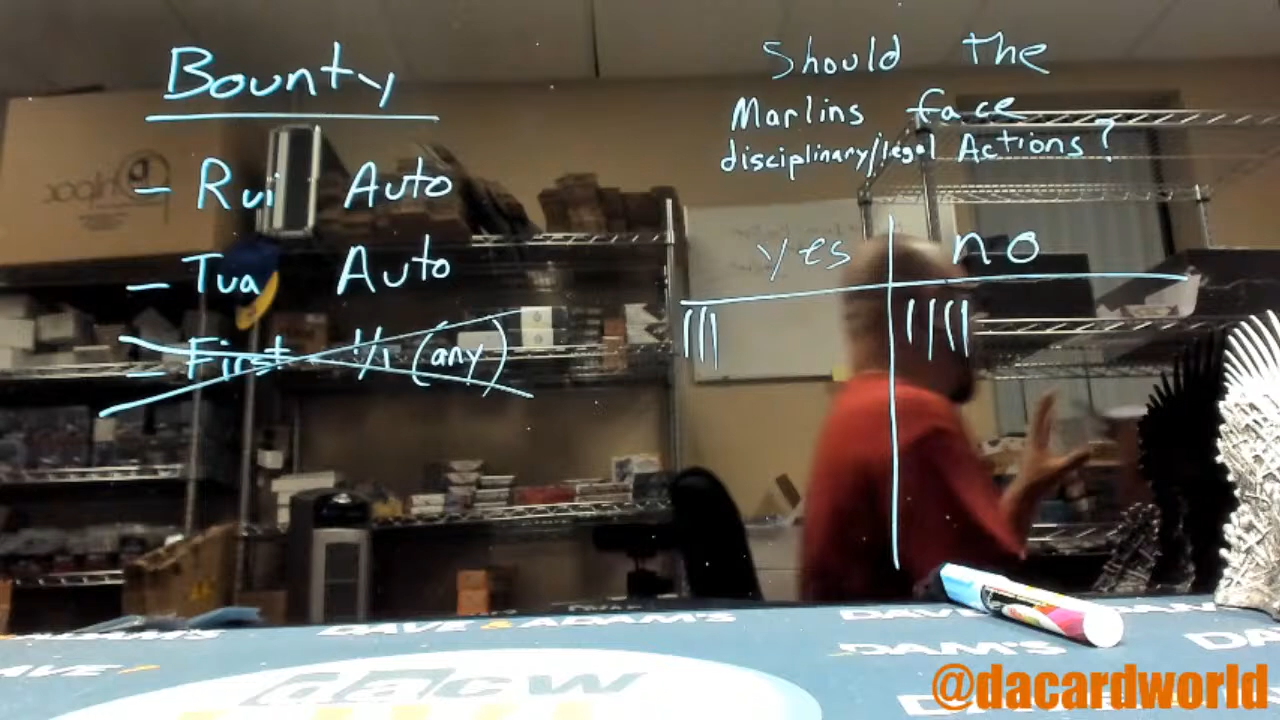 Bounty
- Rui Auto
- Tua Auto
- First 1/1 (any)
Should The
Marlins face
disciplinary/legal Actions?
yes no
DAVE & ADAM'S
DAM'S
dacw
@dacardworld